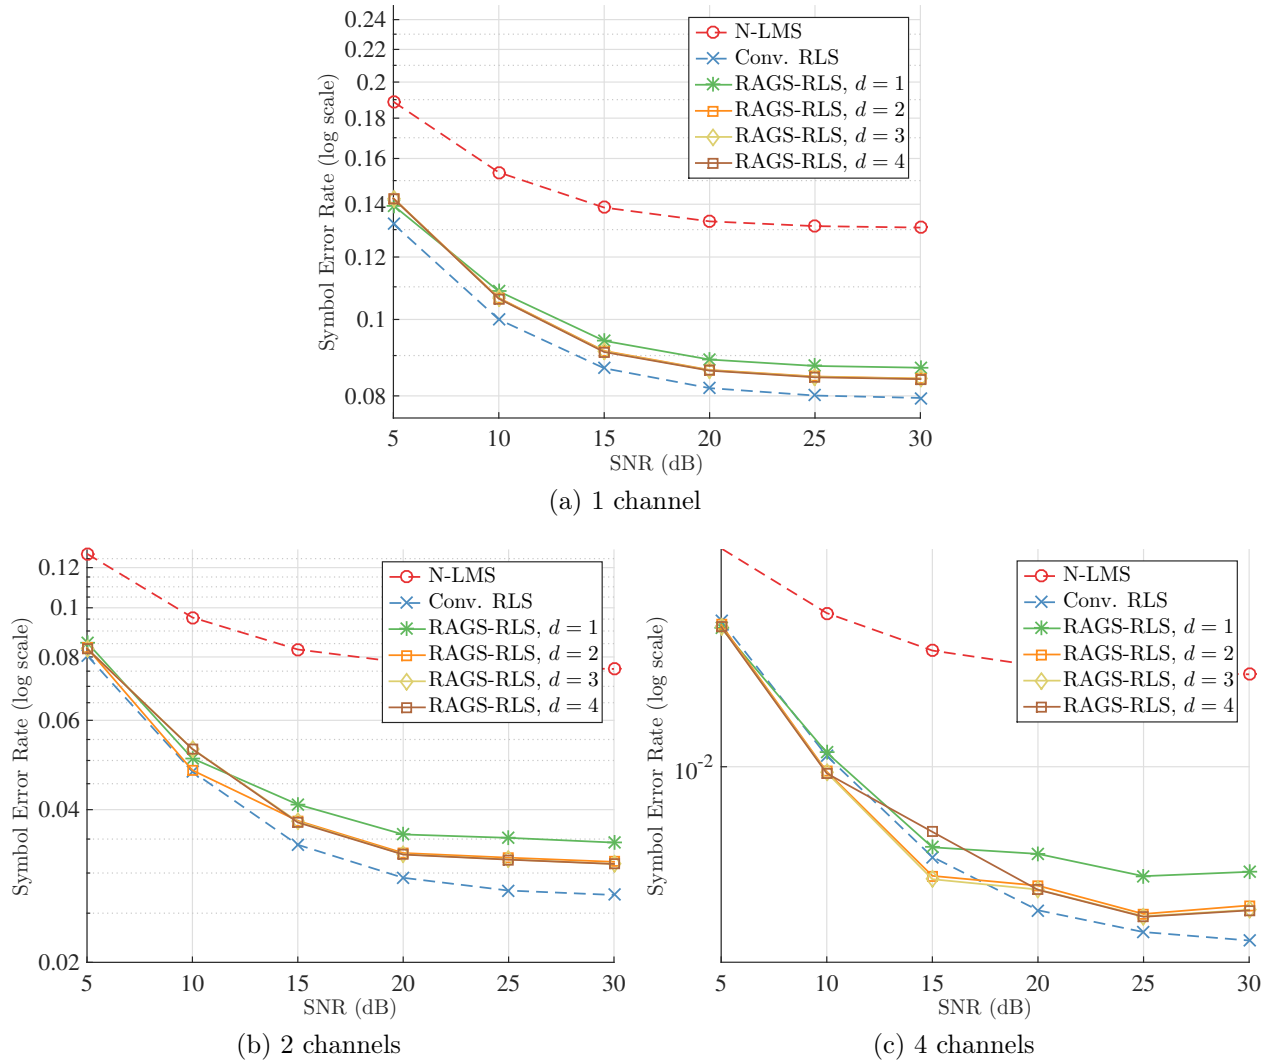 0.24
0.22
0.2
0.18
0.16
0.14
0.12
0.1
0.08
Symbol Error Rate (log scale)
N-LMS
Conv. RLS
RAGS-RLS, d = 1
RAGS-RLS, d = 2
RAGS-RLS, d = 3
RAGS-RLS, d = 4
5 10 15 20 25 30
SNR (dB)
(a) 1 channel
0.12
0.1
0.08
0.06
0.04
0.02
Symbol Error Rate (log scale)
N-LMS
Conv. RLS
RAGS-RLS, d = 1
RAGS-RLS, d = 2
RAGS-RLS, d = 3
RAGS-RLS, d = 4
5 10 15 20 25 30
SNR (dB)
(b) 2 channels
10⁻²
Symbol Error Rate (log scale)
N-LMS
Conv. RLS
RAGS-RLS, d = 1
RAGS-RLS, d = 2
RAGS-RLS, d = 3
RAGS-RLS, d = 4
5 10 15 20 25 30
SNR (dB)
(c) 4 channels